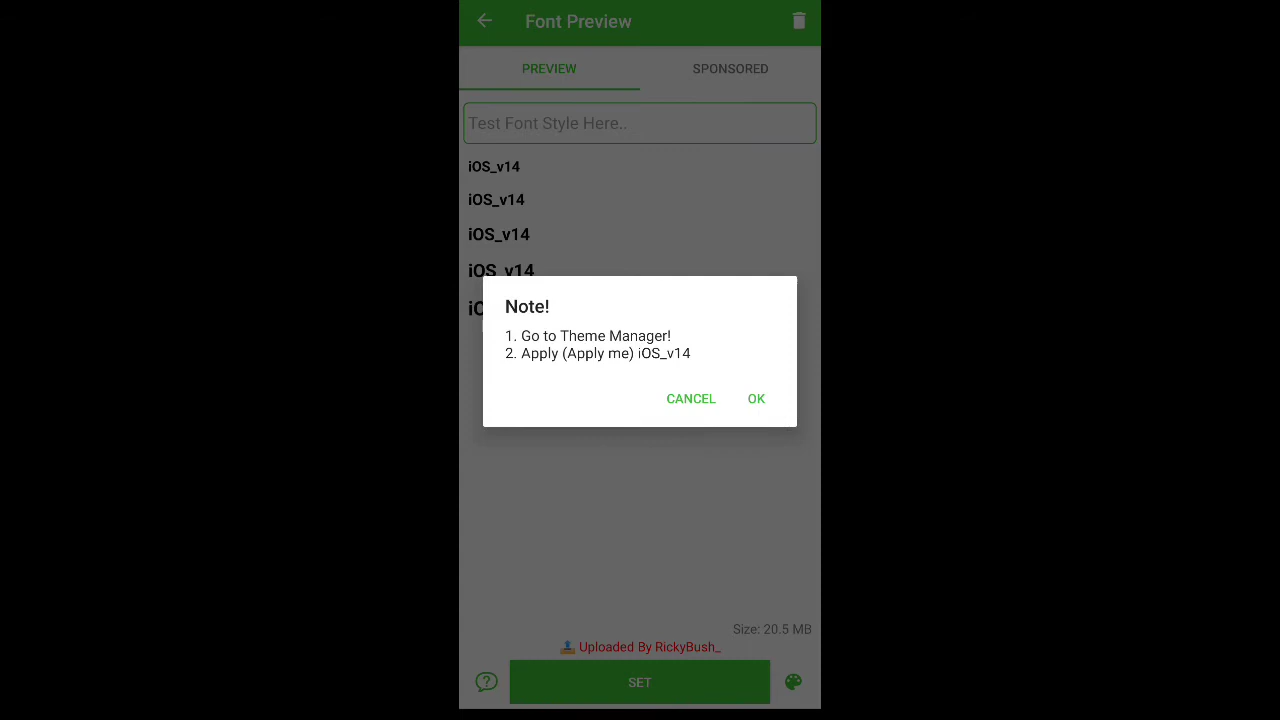 Font Preview
PREVIEW
SPONSORED
Test Font Style Here..
iOS_v14
iOS_v14
iOS_v14
iOS_v14
Note!
1. Go to Theme Manager!
2. Apply (Apply me) iOS_v14
CANCEL
OK
Size: 20.5 MB
Uploaded By RickyBush_
SET